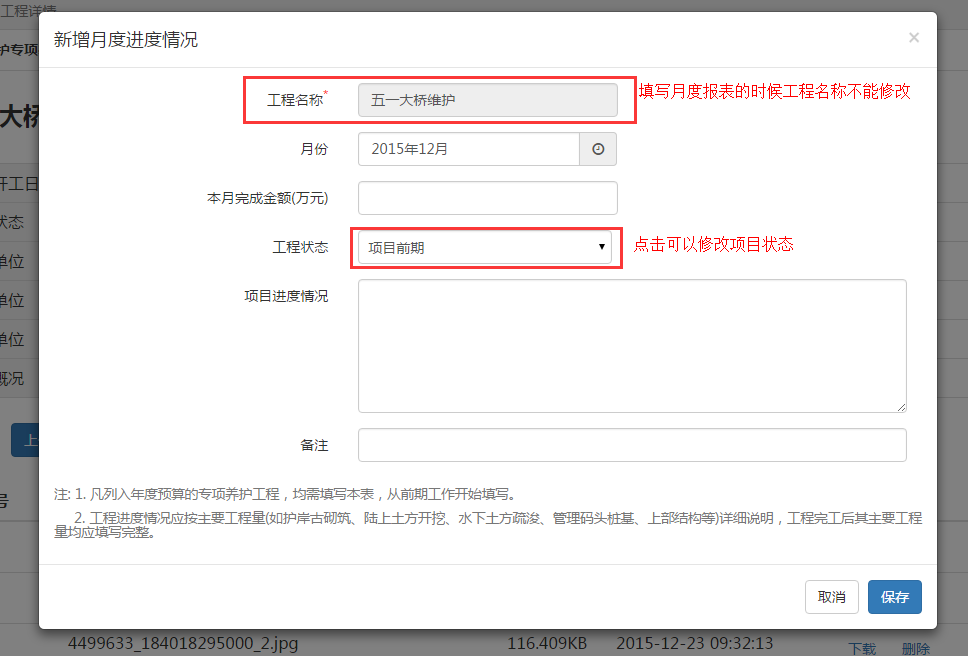 工程详情
新增月度进度情况
×
护专项
工程名称*
五一大桥维护
填写月度报表的时候工程名称不能修改
大桥
月份
2015年12月
开工日
本月完成金额(万元)
状态
工程状态
项目前期
点击可以修改项目状态
单位
项目进度情况
单位
单位
概况
上
备注
号
注: 1. 凡列入年度预算的专项养护工程，均需填写本表，从前期工作开始填写。
2. 工程进度情况应按主要工程量(如护岸古砌筑、陆上土方开挖、水下土方疏浚、管理码头桩基、上部结构等)详细说明，工程完工后其主要工程
量均应填写完整。
取消
保存
4499633_184018295000_2.jpg
116.409KB
2015-12-23 09:32:13
下载
删除